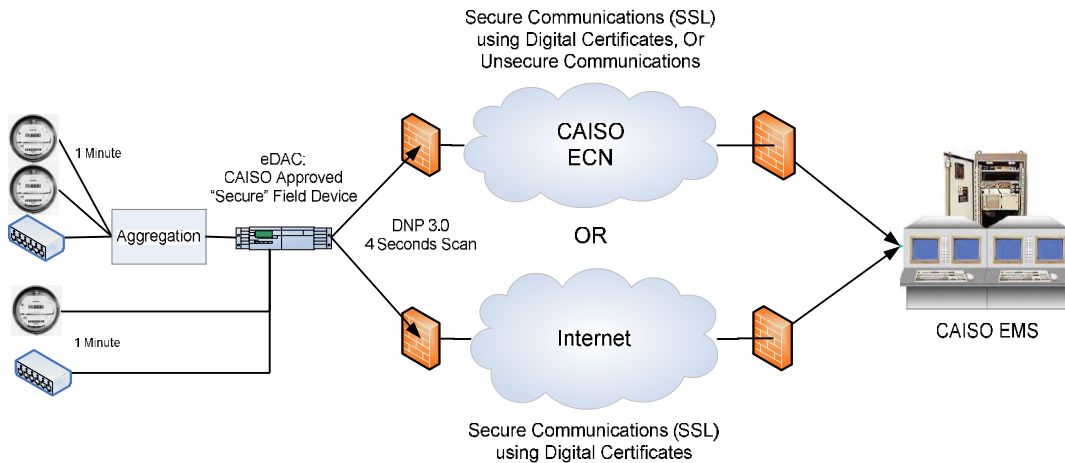 Secure Communications (SSL)
using Digital Certificates, Or
Unsecure Communications
1 Minute
eDAC:
CAISO Approved
“Secure” Field Device
CAISO
ECN
Aggregation
DNP 3.0
4 Seconds Scan
OR
1 Minute
Internet
CAISO EMS
Secure Communications (SSL)
using Digital Certificates